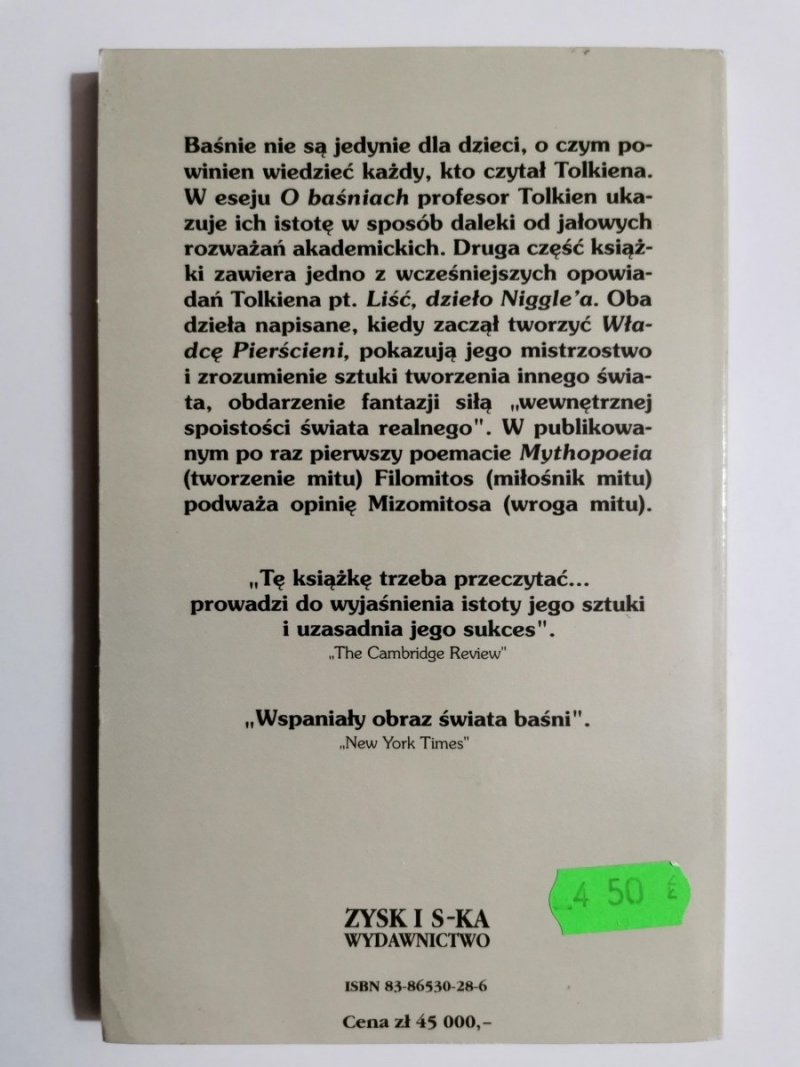 Baśnie nie są jedynie dla dzieci, o czym po-
winien wiedzieć każdy, kto czytał Tolkiena.
W eseju O baśniach profesor Tolkien uka-
zuje ich istotę w sposób daleki od jałowych
rozważań akademickich. Druga część książ-
ki zawiera jedno z wcześniejszych opowia-
dań Tolkiena pt. Liść, dzieło Niggle'a. Oba
dzieła napisane, kiedy zaczął tworzyć Wła-
dcę Pierścieni, pokazują jego mistrzostwo
i zrozumienie sztuki tworzenia innego świa-
ta, obdarzenie fantazji siłą „wewnętrznej
spoistości świata realnego". W publikowa-
nym po raz pierwszy poemacie Mythopoeia
(tworzenie mitu) Filomitos (miłośnik mitu)
podważa opinię Mizomitosa (wroga mitu).
„Tę książkę trzeba przeczytać...
prowadzi do wyjaśnienia istoty jego sztuki
i uzasadnia jego sukces".
„The Cambridge Review"
„Wspaniały obraz świata baśni".
„New York Times"
4 50 £
ZYSK I S-KA
WYDAWNICTWO
ISBN 83-86530-28-6
Cena zł 45 000,-